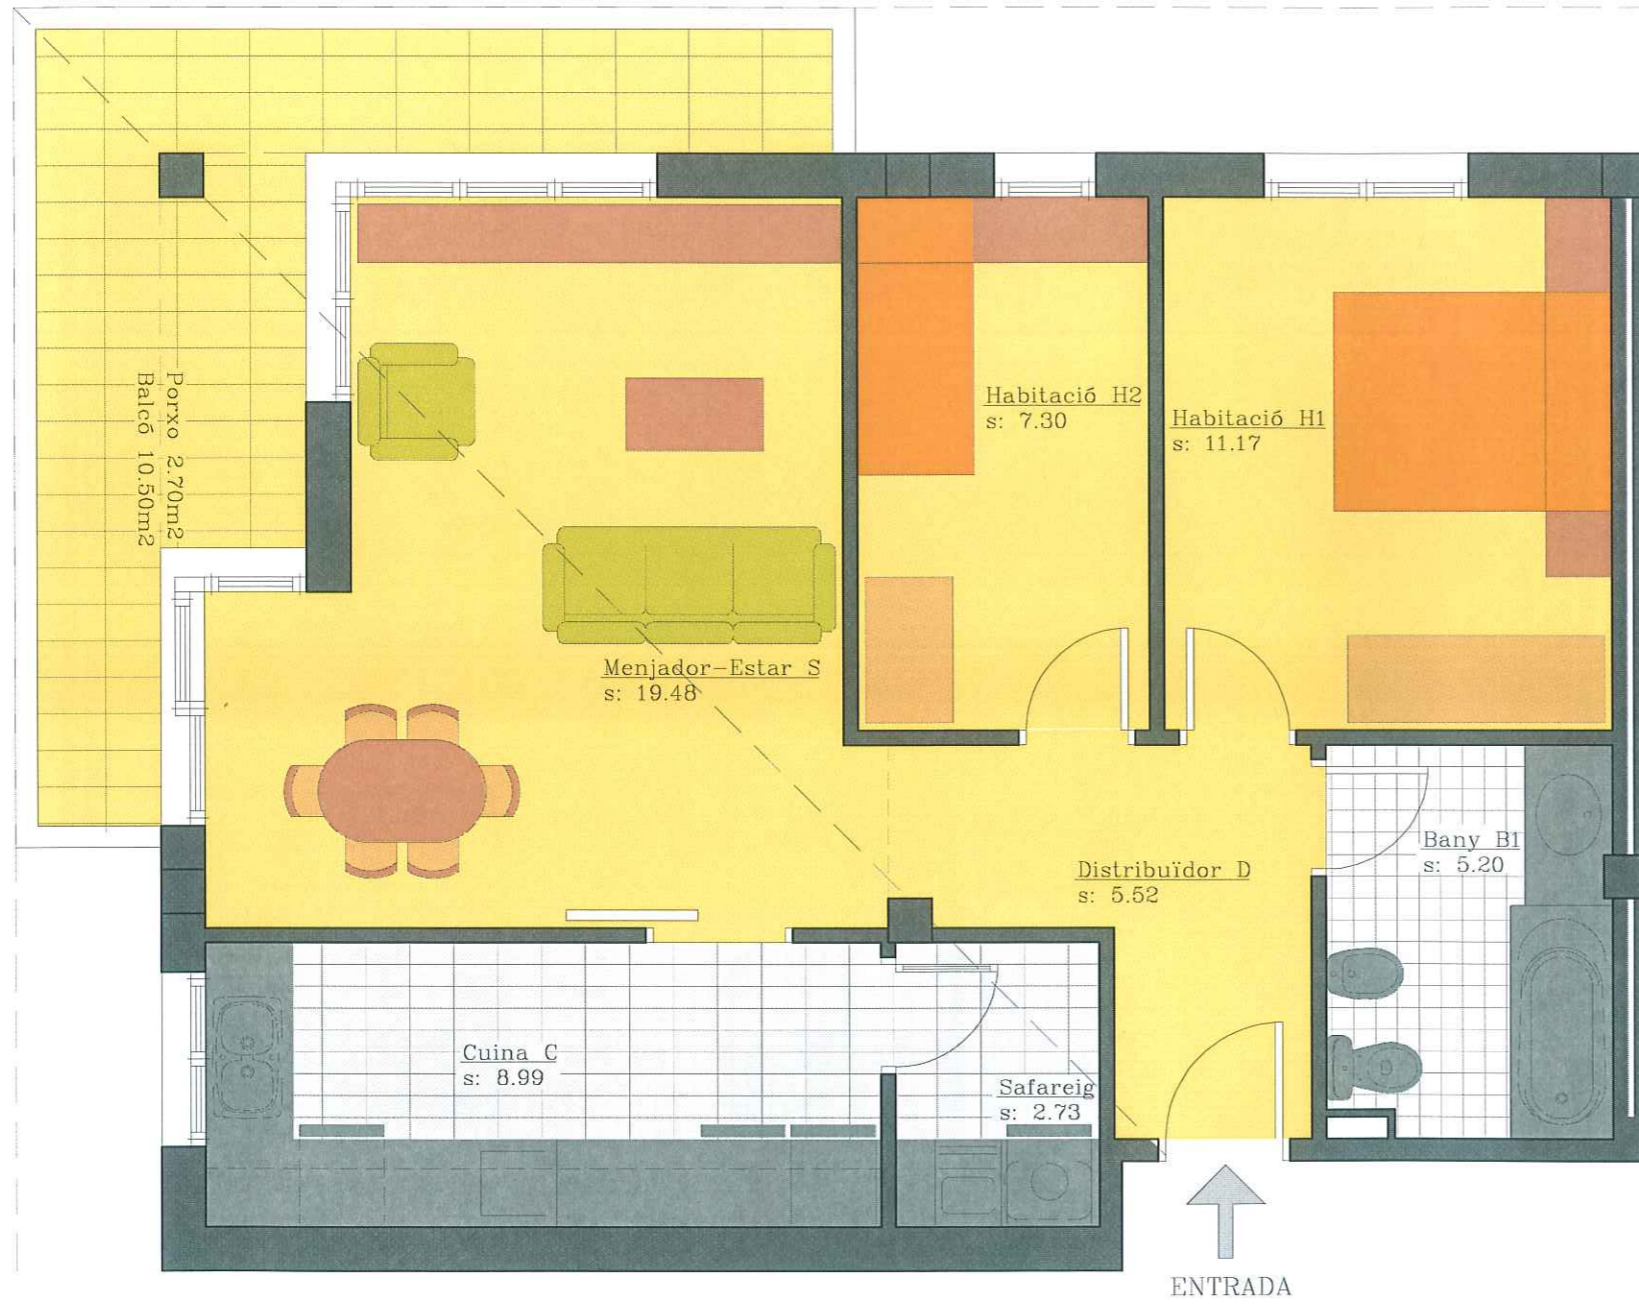 Porxo 2.70m2
Balcó 10.50m2
Habitació H2
s: 7.30
Habitació H1
s: 11.17
Menjador-Estar S
s: 19.48
Distribuïdor D
s: 5.52
Bany B1
s: 5.20
Cuina C
s: 8.99
Safareig
s: 2.73
ENTRADA